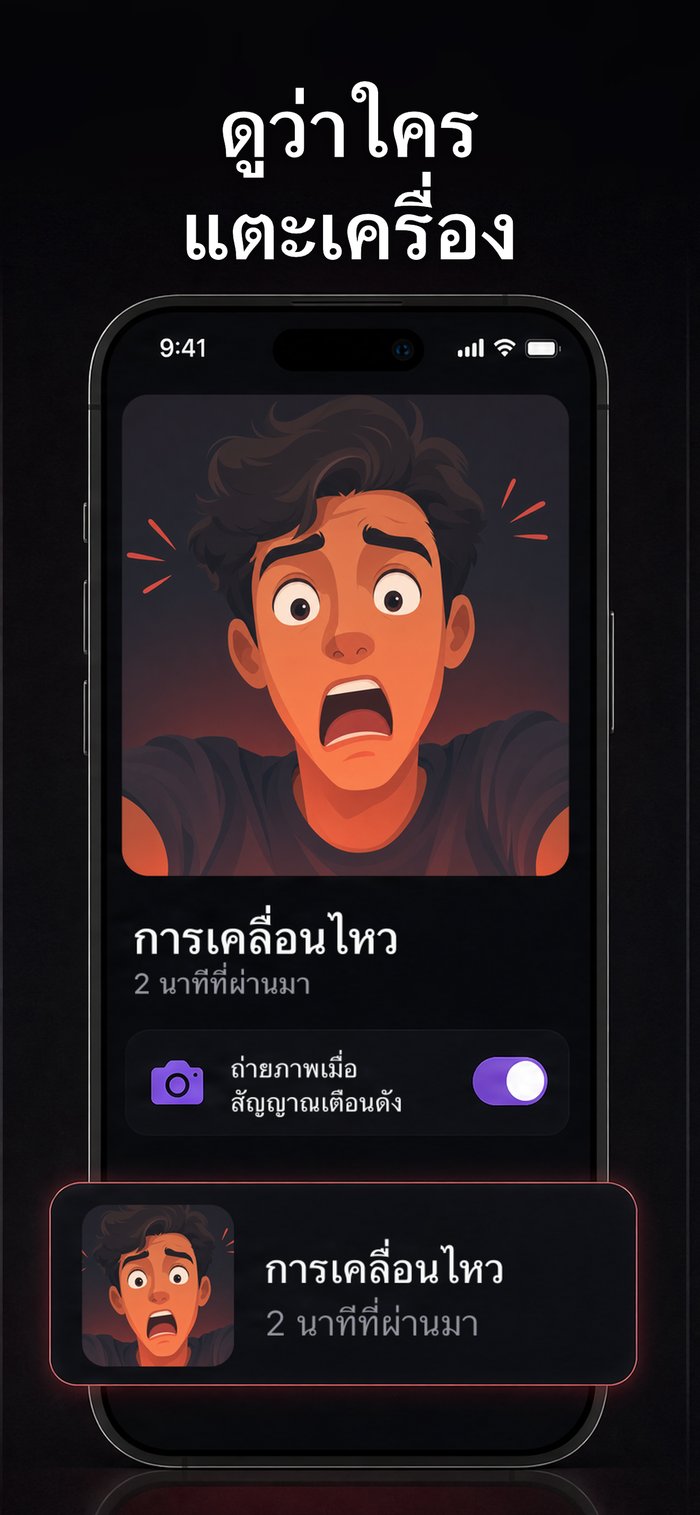 ดูว่าใคร
แตะเครื่อง
9:41
การเคลื่อนไหว
2 นาทีที่ผ่านมา
ถ่ายภาพเมื่อ
สัญญาณเตือนดัง
การเคลื่อนไหว
2 นาทีที่ผ่านมา